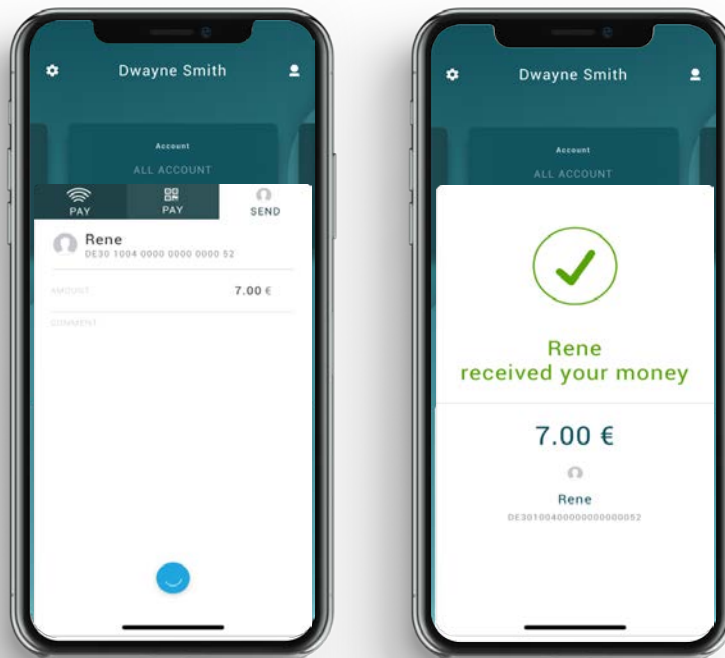 Dwayne Smith
Account
ALL ACCOUNT
PAY
PAY
SEND
Rene
DE30 1004 0000 0000 0000 52
AMOUNT
7.00 €
COMMENT
Dwayne Smith
Account
ALL ACCOUNT
Rene
received your money
7.00 €
Rene
DE30100400000000000052